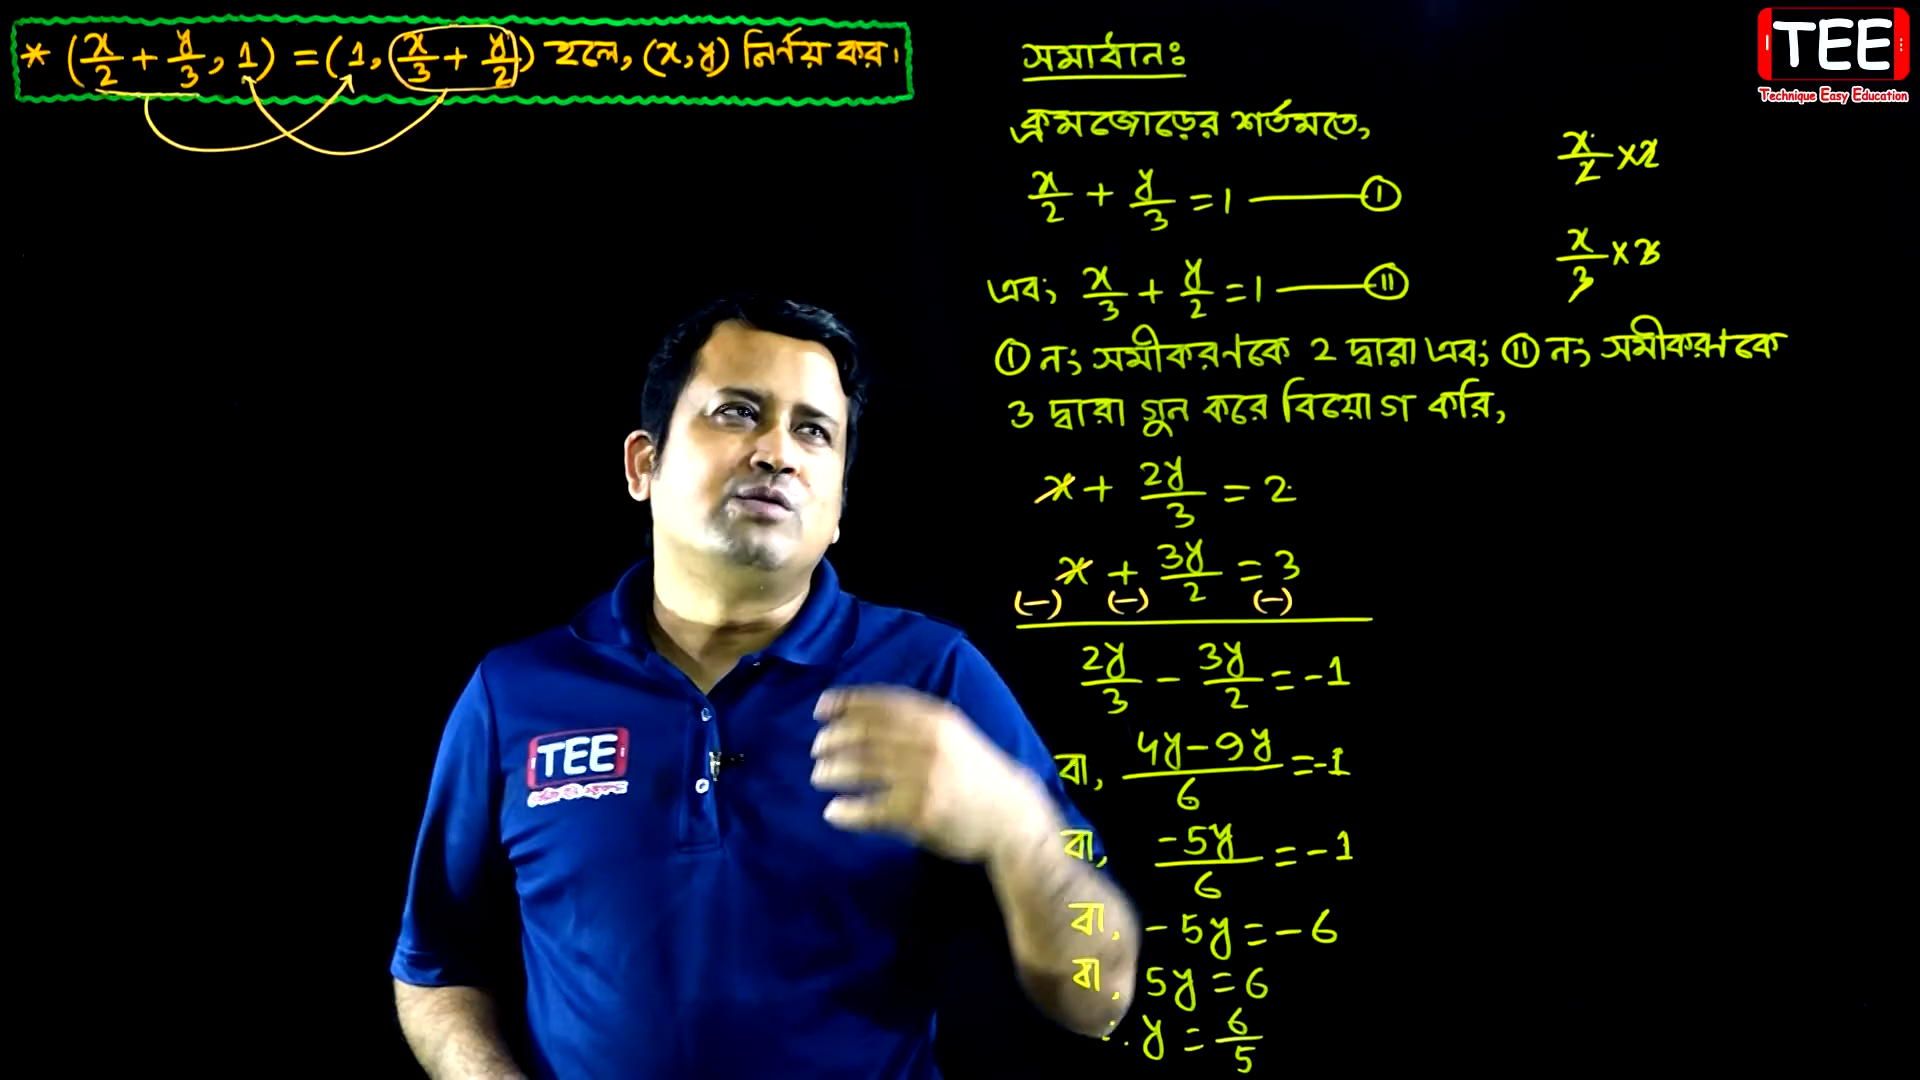 * (x/2 + y/3, 1) = (1, x/3 + y/2) হলে, (x, y) নির্ণয় কর।
সমাধানঃ
TEE
Technique Easy Education
ক্রমজোড়ের শর্তমতে,
x/2 × 2
x/2 + y/3 = 1 ——— (I)
x/3 × 3
এবং x/3 + y/2 = 1 ——— (II)
(I) নং সমীকরণকে 2 দ্বারা এবং (II) নং সমীকরণকে
3 দ্বারা গুন করে বিয়োগ করি,
x + 2y/3 = 2
x + 3y/2 = 3
(−) (−) (−)
2y/3 − 3y/2 = −1
TEE
বা, (4y−9y)/6 = −1
বা, −5y/6 = −1
বা, −5y = −6
বা, 5y = 6
∴ y = 6/5